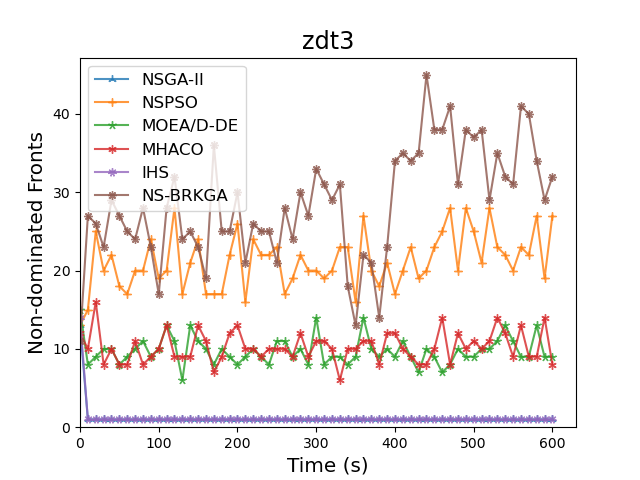 zdt3
Non-dominated Fronts
40
30
20
10
0
NSGA-II
NSPSO
MOEA/D-DE
MHACO
IHS
NS-BRKGA
0 100 200 300 400 500 600
Time (s)